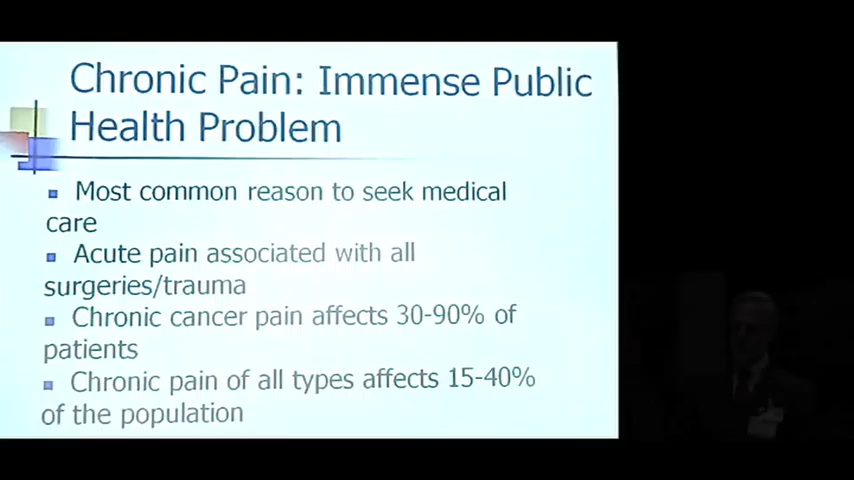 Chronic Pain: Immense Public
Health Problem
Most common reason to seek medical
care
Acute pain associated with all
surgeries/trauma
Chronic cancer pain affects 30-90% of
patients
Chronic pain of all types affects 15-40%
of the population